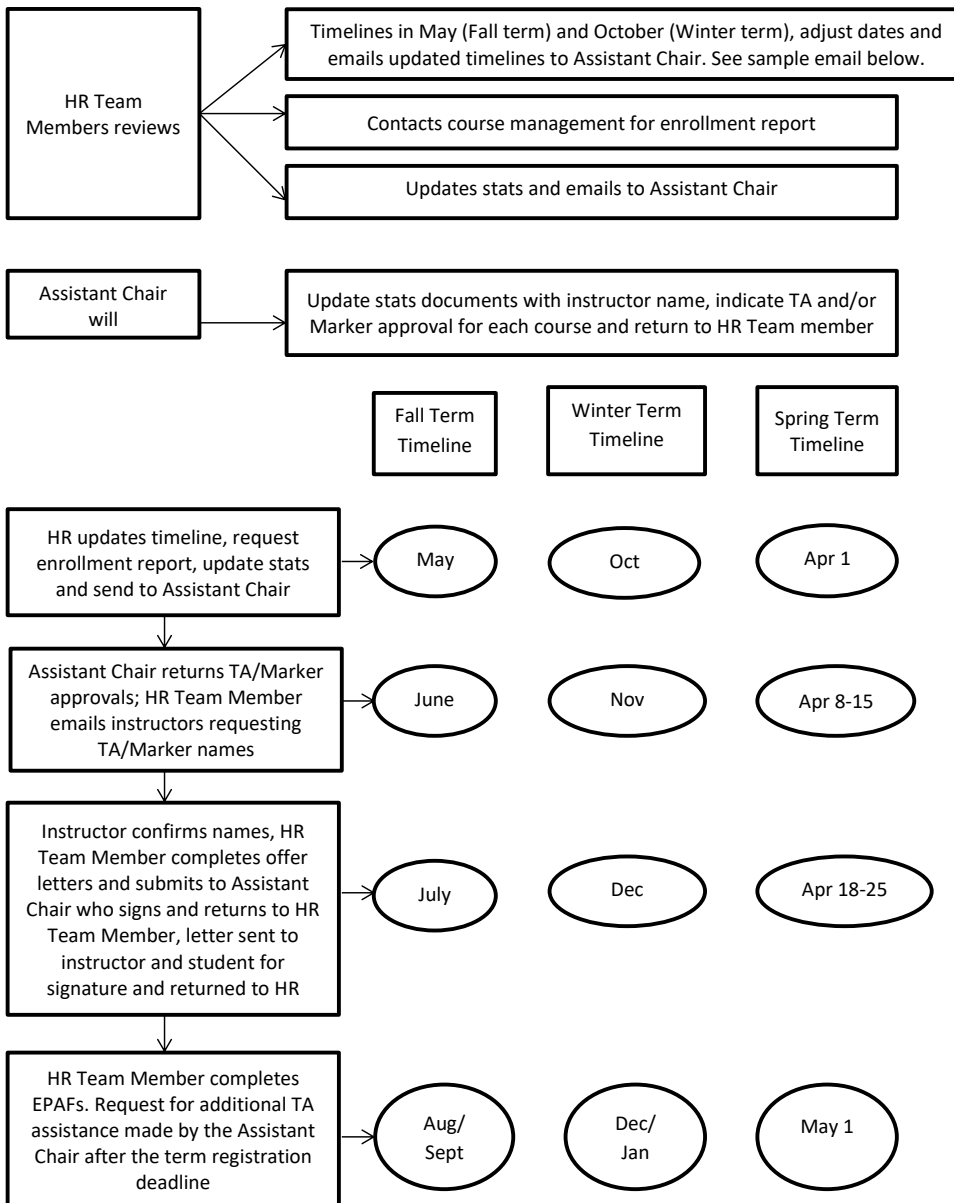 HR Team
Members reviews
Timelines in May (Fall term) and October (Winter term), adjust dates and
emails updated timelines to Assistant Chair. See sample email below.
Contacts course management for enrollment report
Updates stats and emails to Assistant Chair
Assistant Chair
will
Update stats documents with instructor name, indicate TA and/or
Marker approval for each course and return to HR Team member
Fall Term
Timeline
Winter Term
Timeline
Spring Term
Timeline
HR updates timeline, request
enrollment report, update stats
and send to Assistant Chair
May
Oct
Apr 1
Assistant Chair returns TA/Marker
approvals; HR Team Member
emails instructors requesting
TA/Marker names
June
Nov
Apr 8-15
Instructor confirms names, HR
Team Member completes offer
letters and submits to Assistant
Chair who signs and returns to HR
Team Member, letter sent to
instructor and student for
signature and returned to HR
July
Dec
Apr 18-25
HR Team Member completes
EPAFs. Request for additional TA
assistance made by the Assistant
Chair after the term registration
deadline
Aug/
Sept
Dec/
Jan
May 1